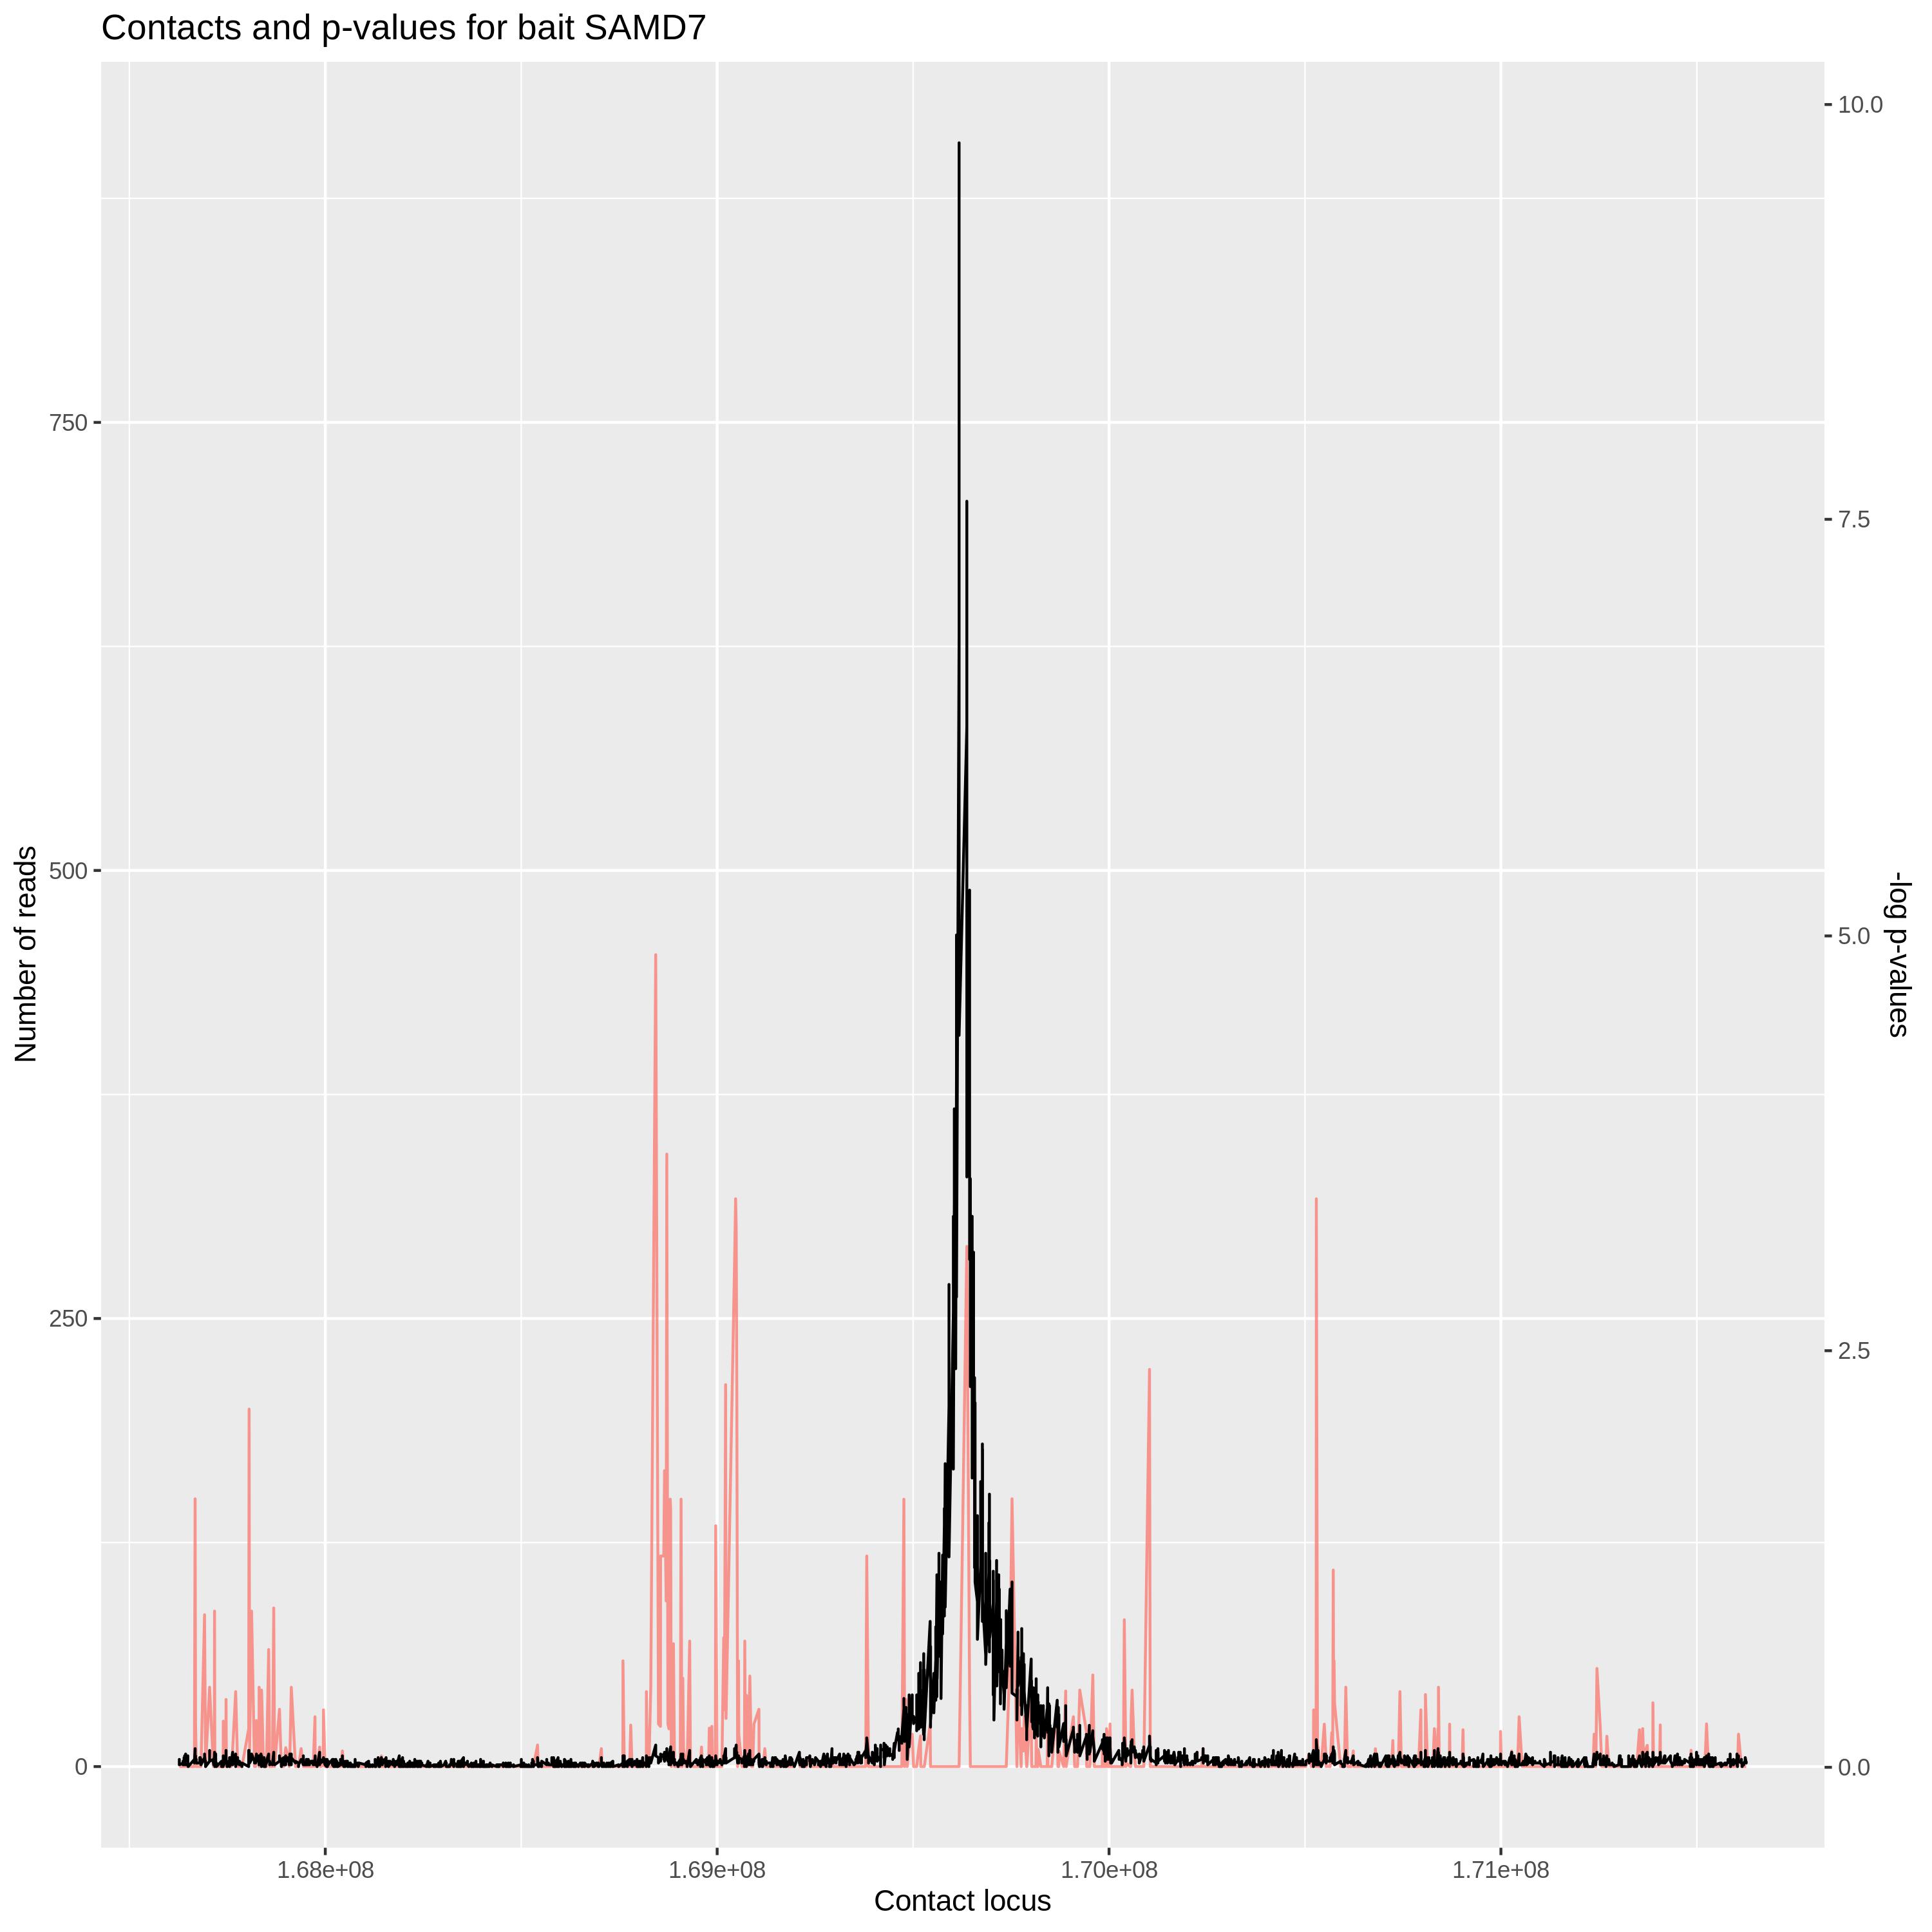 Contacts and p-values for bait SAMD7
10.0
750
7.5
Number of reads
500
5.0
-log p-values
250
2.5
0
0.0
1.68e+08
1.69e+08
1.70e+08
1.71e+08
Contact locus